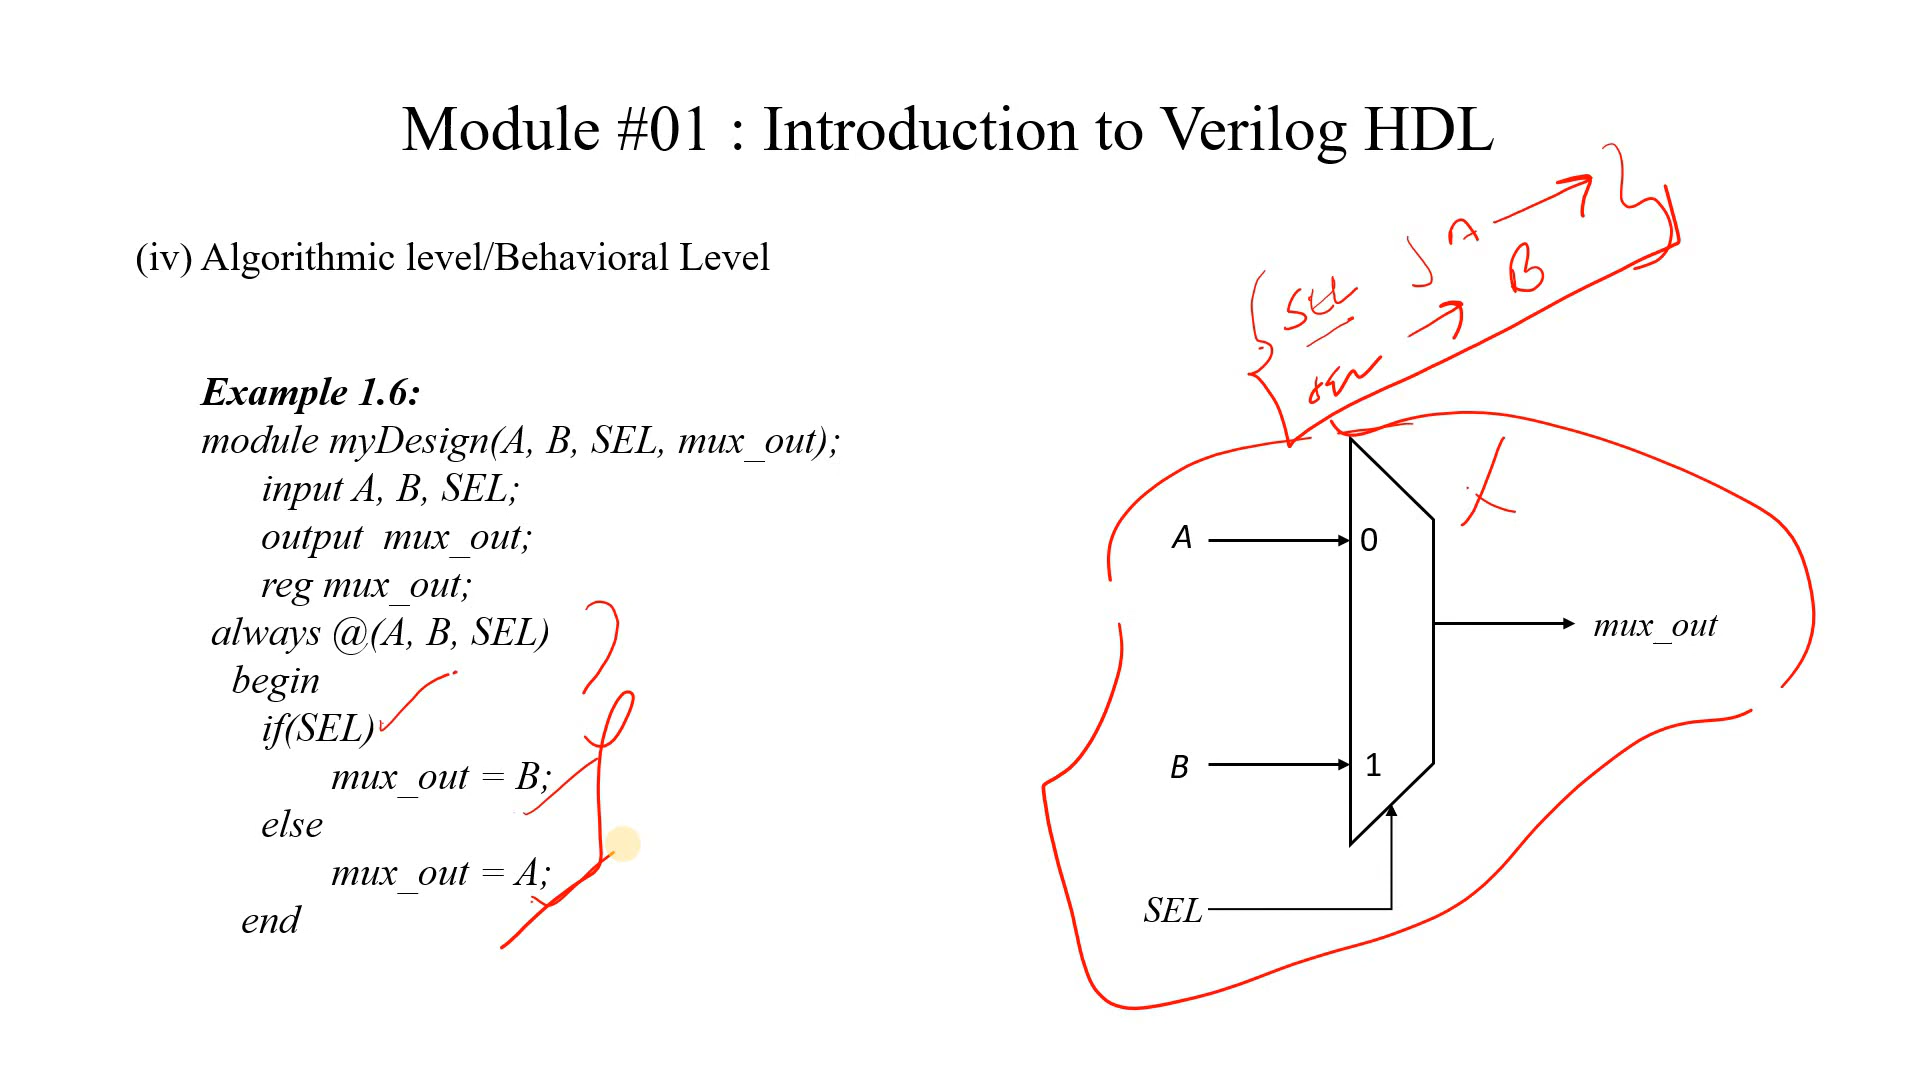 Module #01 : Introduction to Verilog HDL
(iv) Algorithmic level/Behavioral Level
SEL A
B
Example 1.6:
module myDesign(A, B, SEL, mux_out);
input A, B, SEL;
output mux_out;
reg mux_out;
always @(A, B, SEL)
begin
if(SEL)
mux_out = B;
else
mux_out = A;
end
A
0
mux_out
B
1
SEL